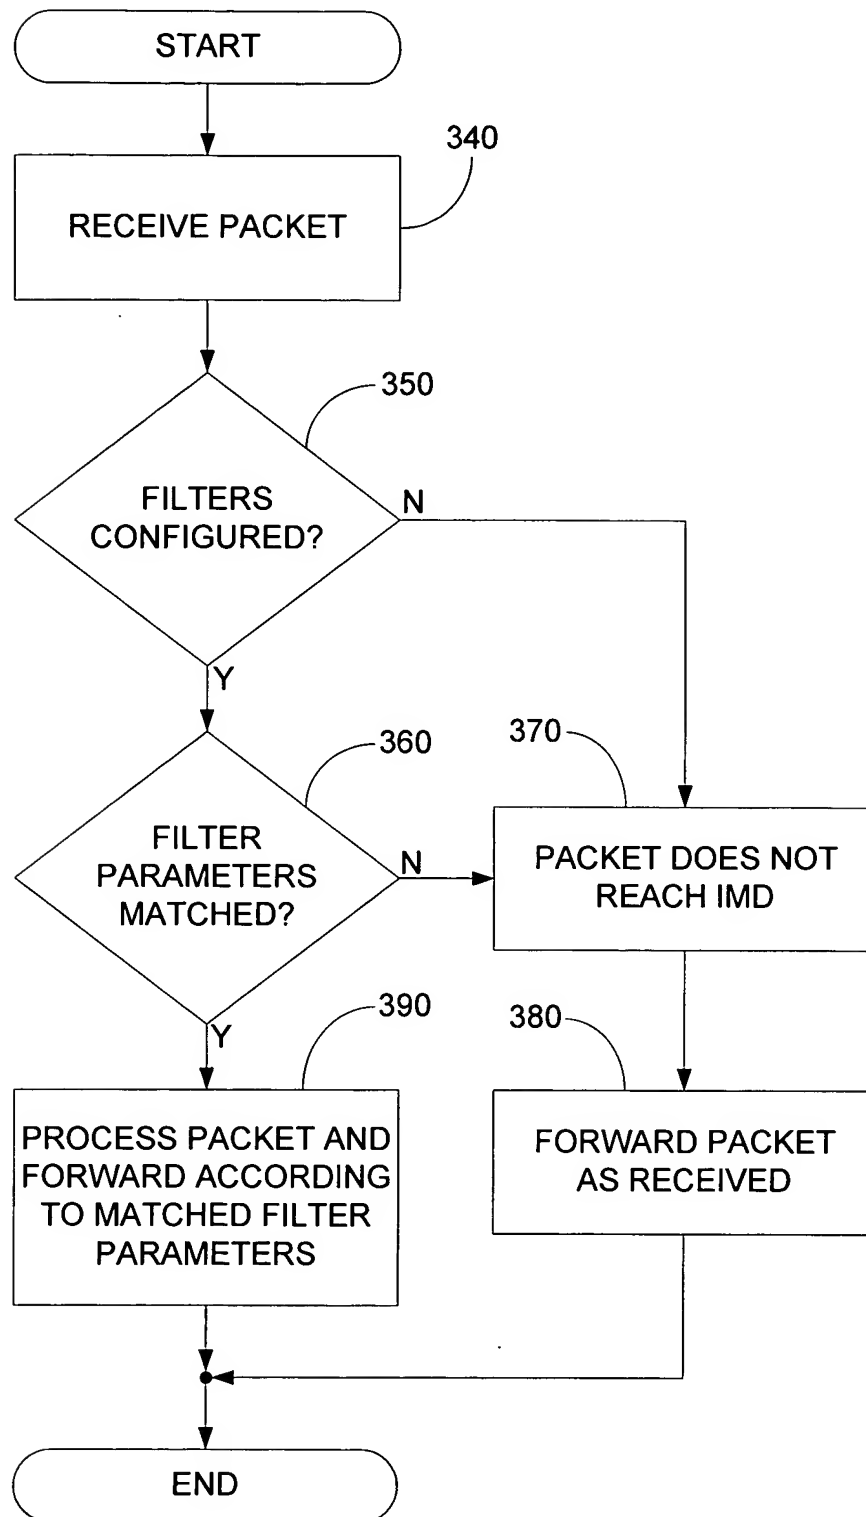 START
340
RECEIVE PACKET
350
FILTERS
CONFIGURED?
N
Y
360
370
FILTER
PARAMETERS
MATCHED?
N
PACKET DOES NOT
REACH IMD
Y
390
380
PROCESS PACKET AND
FORWARD ACCORDING
TO MATCHED FILTER
PARAMETERS
FORWARD PACKET
AS RECEIVED
END